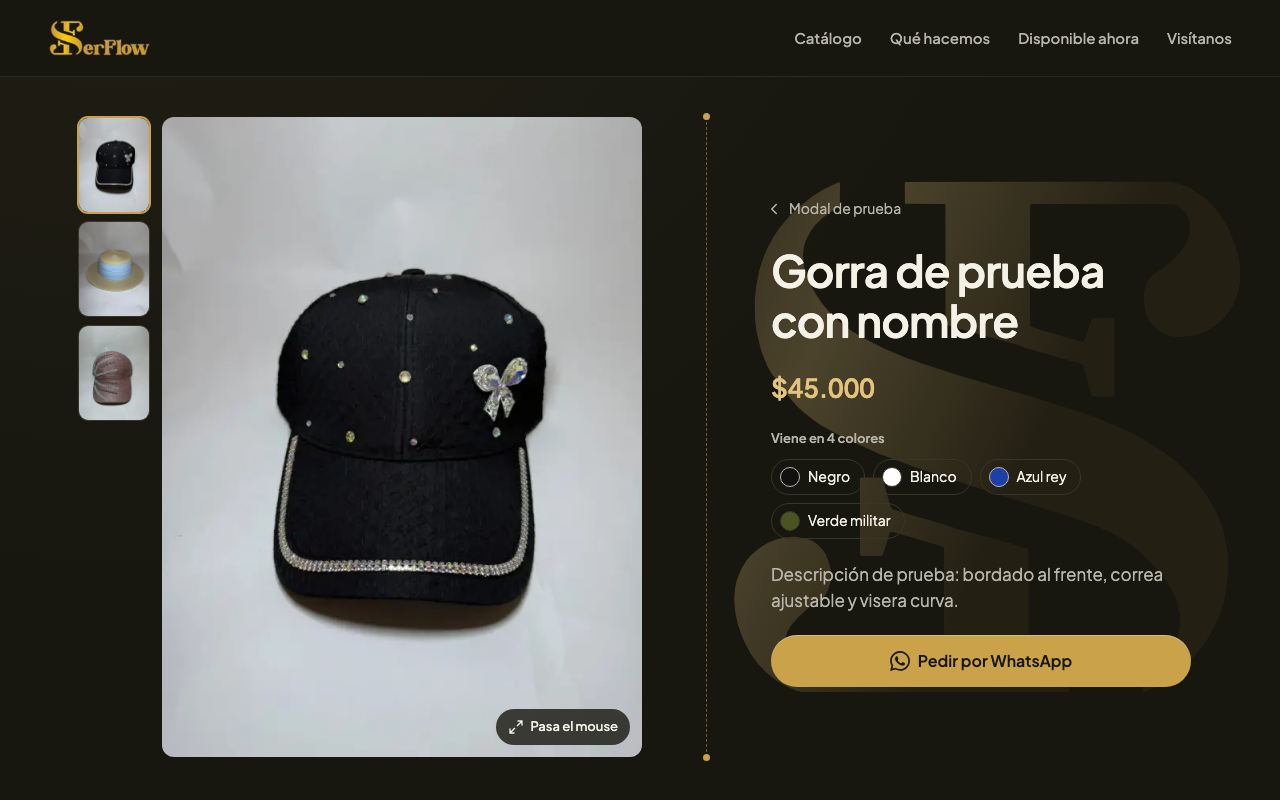 SerFlow
Catálogo
Qué hacemos
Disponible ahora
Visítanos
Modal de prueba
Gorra de prueba
con nombre
$45.000
Viene en 4 colores
Negro
Blanco
Azul rey
Verde militar
Descripción de prueba: bordado al frente, correa
ajustable y visera curva.
Pedir por WhatsApp
Pasa el mouse